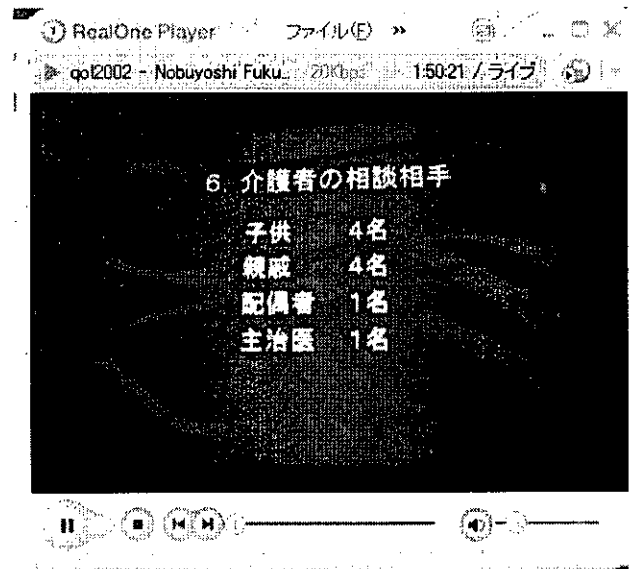 RealOne Player ファイル(F) »
qol2002 - Nobuyoshi Fuku... 20Kbps 1:50:21 / ライブ
6. 介護者の相談相手
子供 4名
親戚 4名
配偶者 1名
主治医 1名